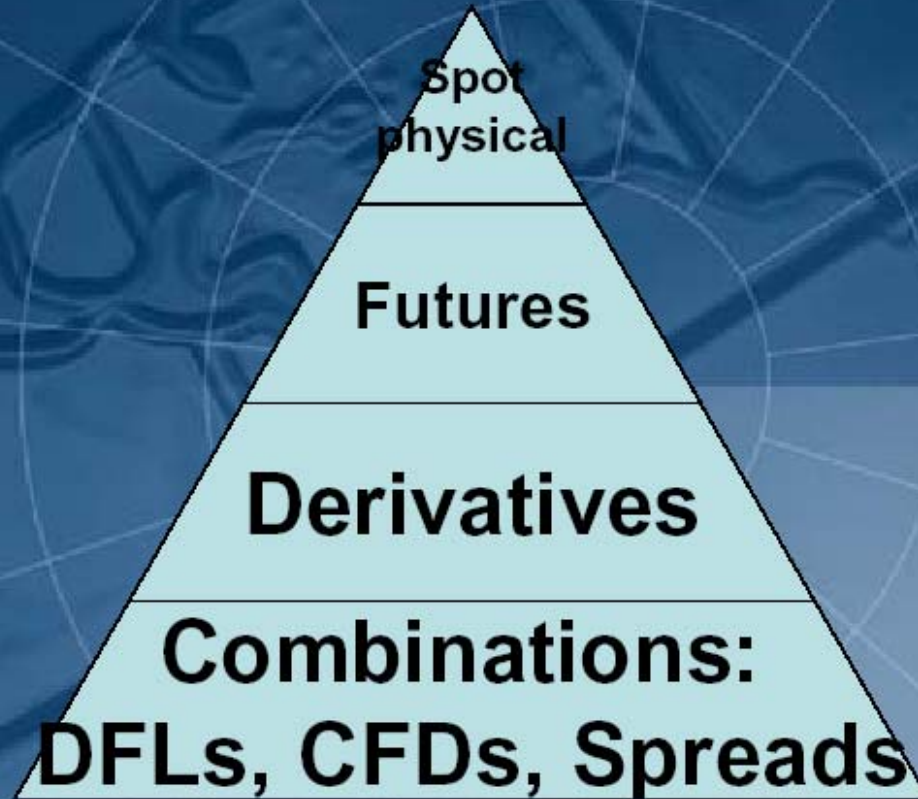 Spot
physical
Futures
Derivatives
Combinations:
DFLs, CFDs, Spreads